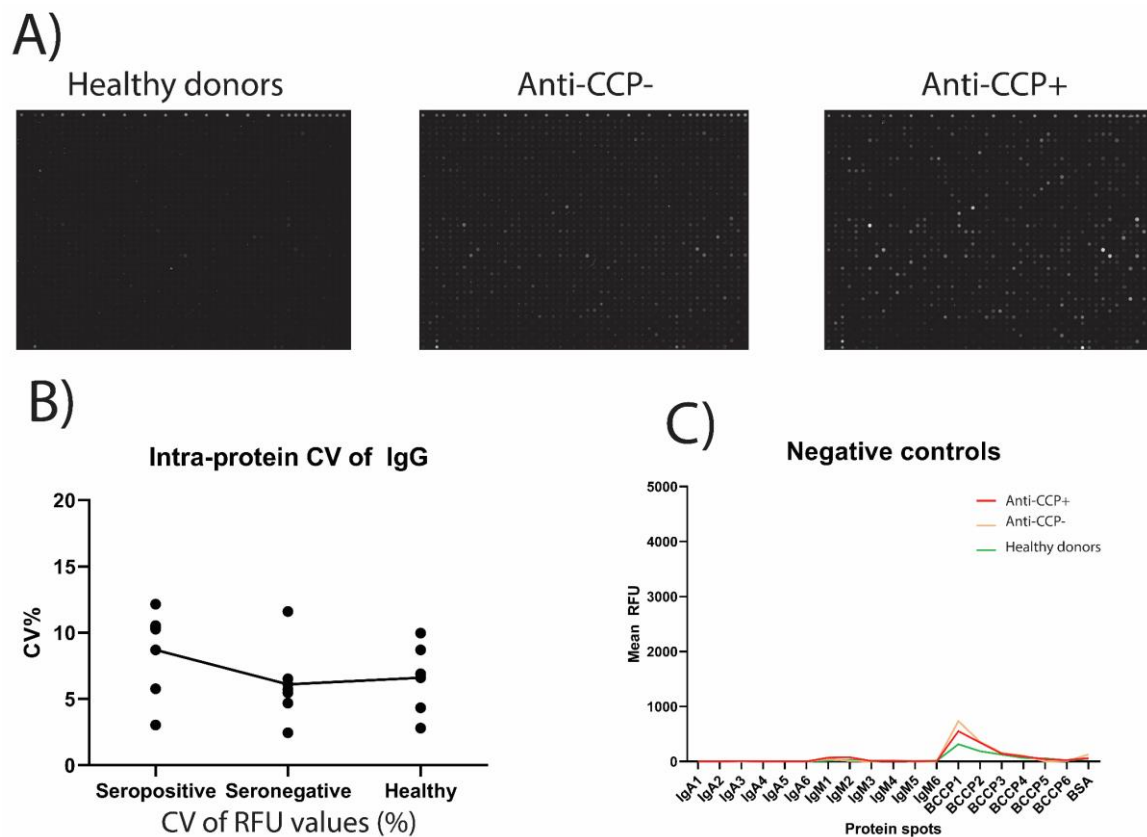 A)
Healthy donors
Anti-CCP-
Anti-CCP+
B)
Intra-protein CV of IgG
CV%
20
15
10
5
0
Seropositive Seronegative Healthy
CV of RFU values (%)
C)
Negative controls
Mean RFU
5000
4000
3000
2000
1000
0
Anti-CCP+
Anti-CCP-
Healthy donors
IgA1
IgA2
IgA3
IgA4
IgA5
IgA6
IgM1
IgM2
IgM3
IgM4
IgM5
IgM6
BCCP1
BCCP2
BCCP3
BCCP4
BCCP5
BCCP6
BSA
Protein spots